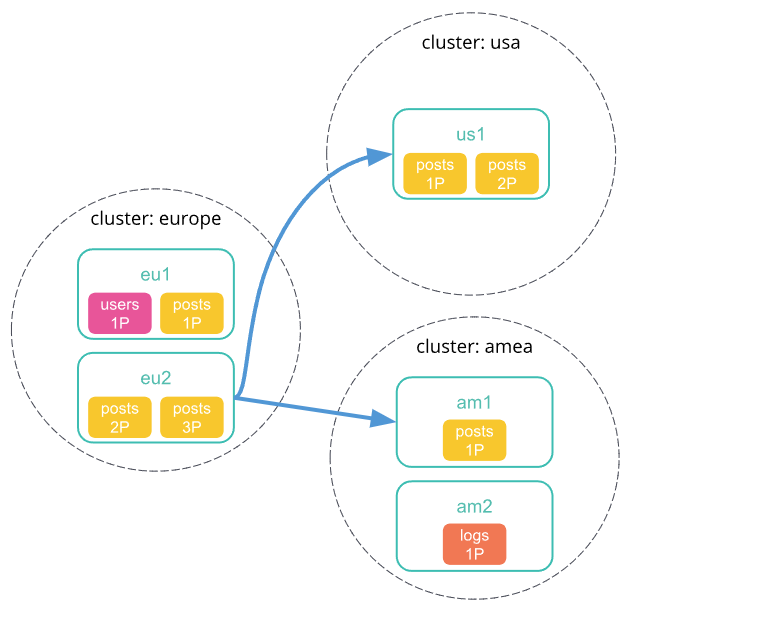 cluster: usa
us1
posts
1P
posts
2P
cluster: europe
eu1
users
1P
posts
1P
eu2
posts
2P
posts
3P
cluster: amea
am1
posts
1P
am2
logs
1P